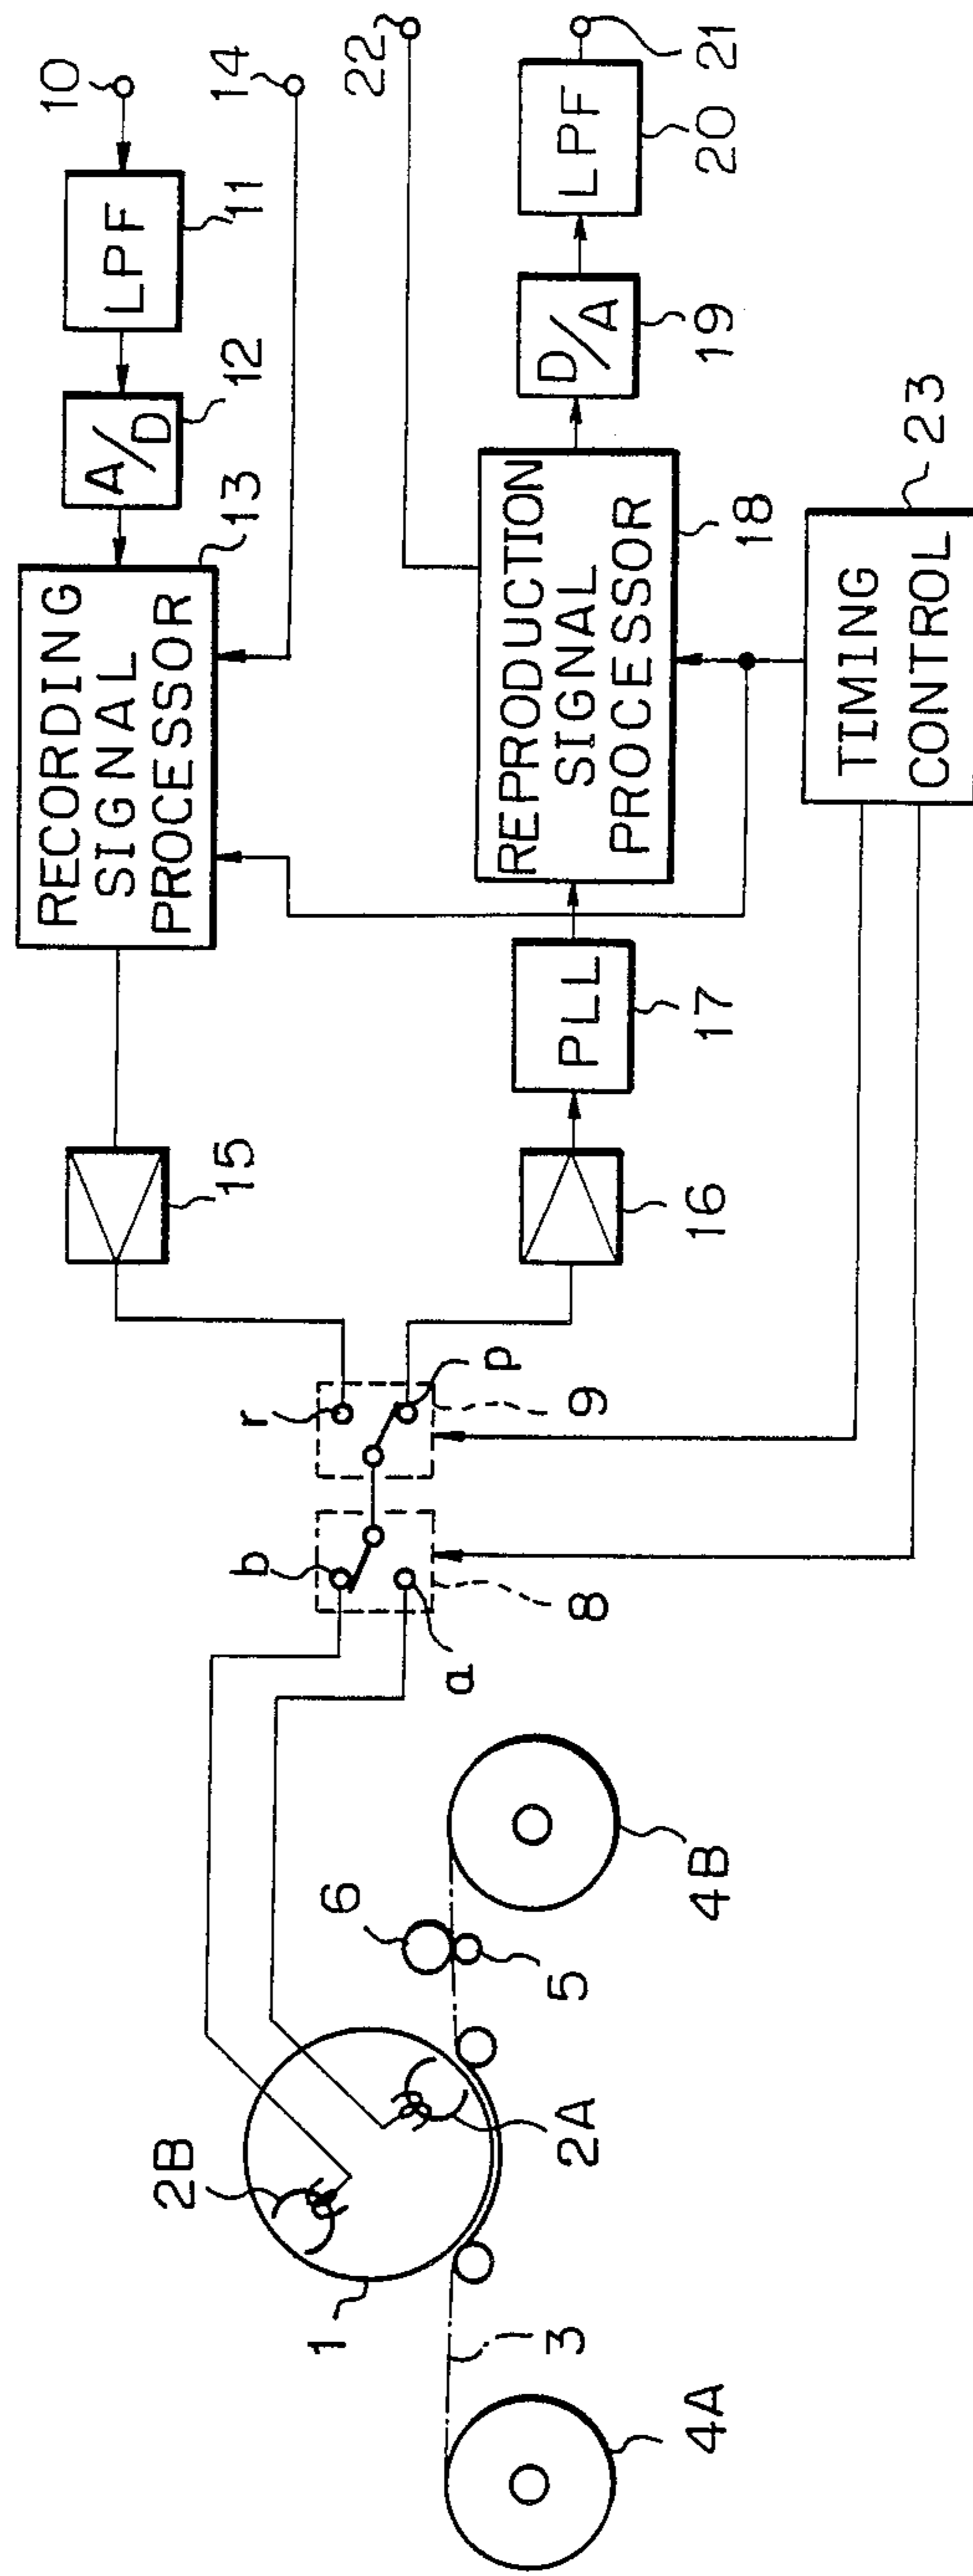 10
LPF
11
A/D
12
RECORDING
SIGNAL
PROCESSOR
13
14
15
r
b
2B
1
22
21
LPF
20
D/A
19
REPRODUCTION
SIGNAL
PROCESSOR
18
PLL
17
16
p
9
8
a
2A
6
5
4B
3
4A
TIMING
CONTROL
23